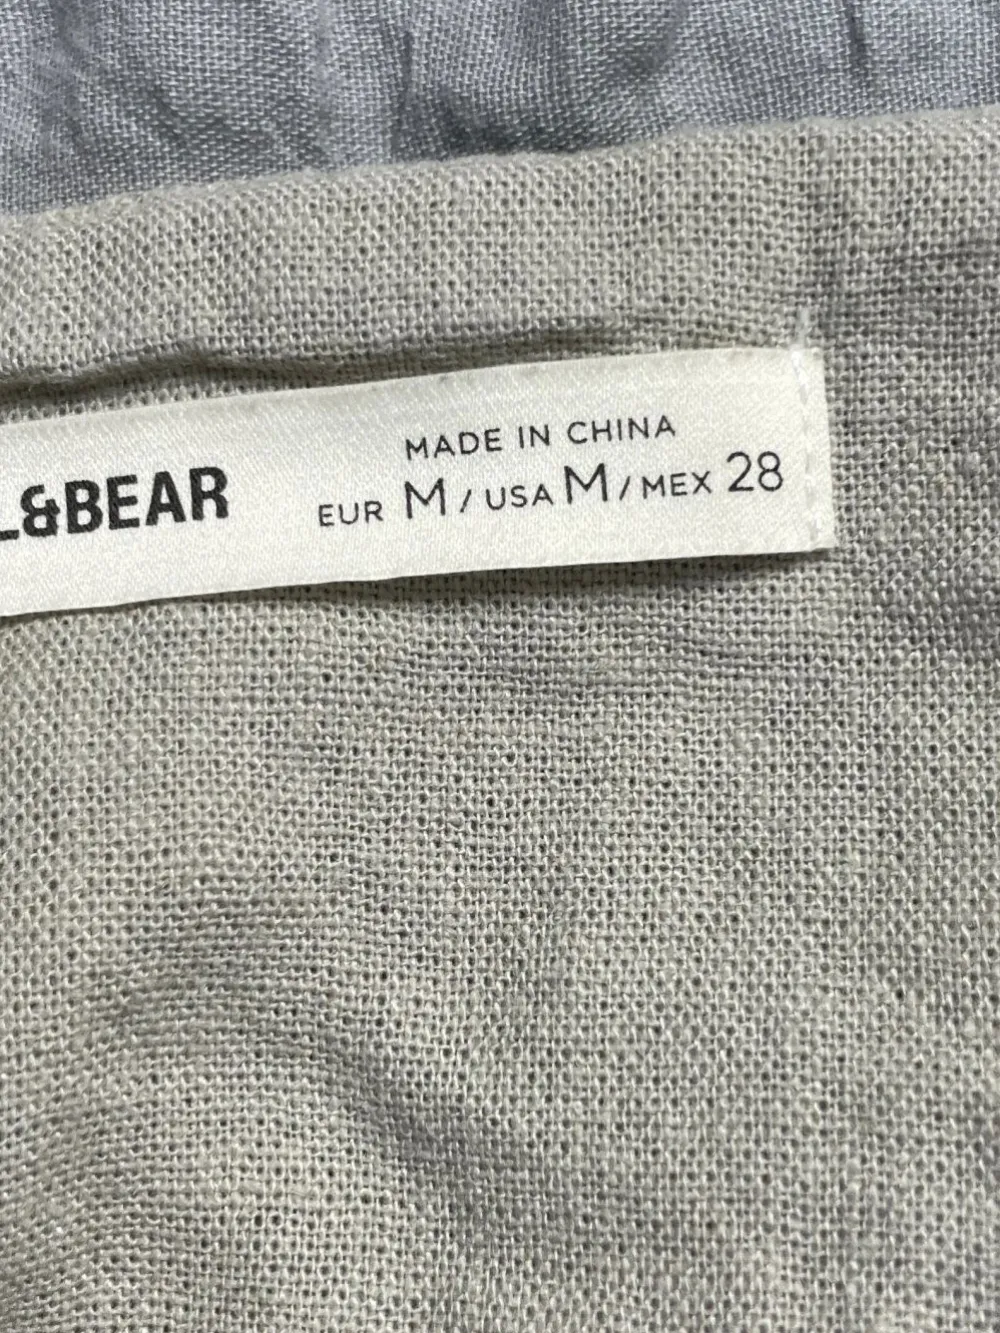 L&BEAR
MADE IN CHINA
EUR M / USA M / MEX 28